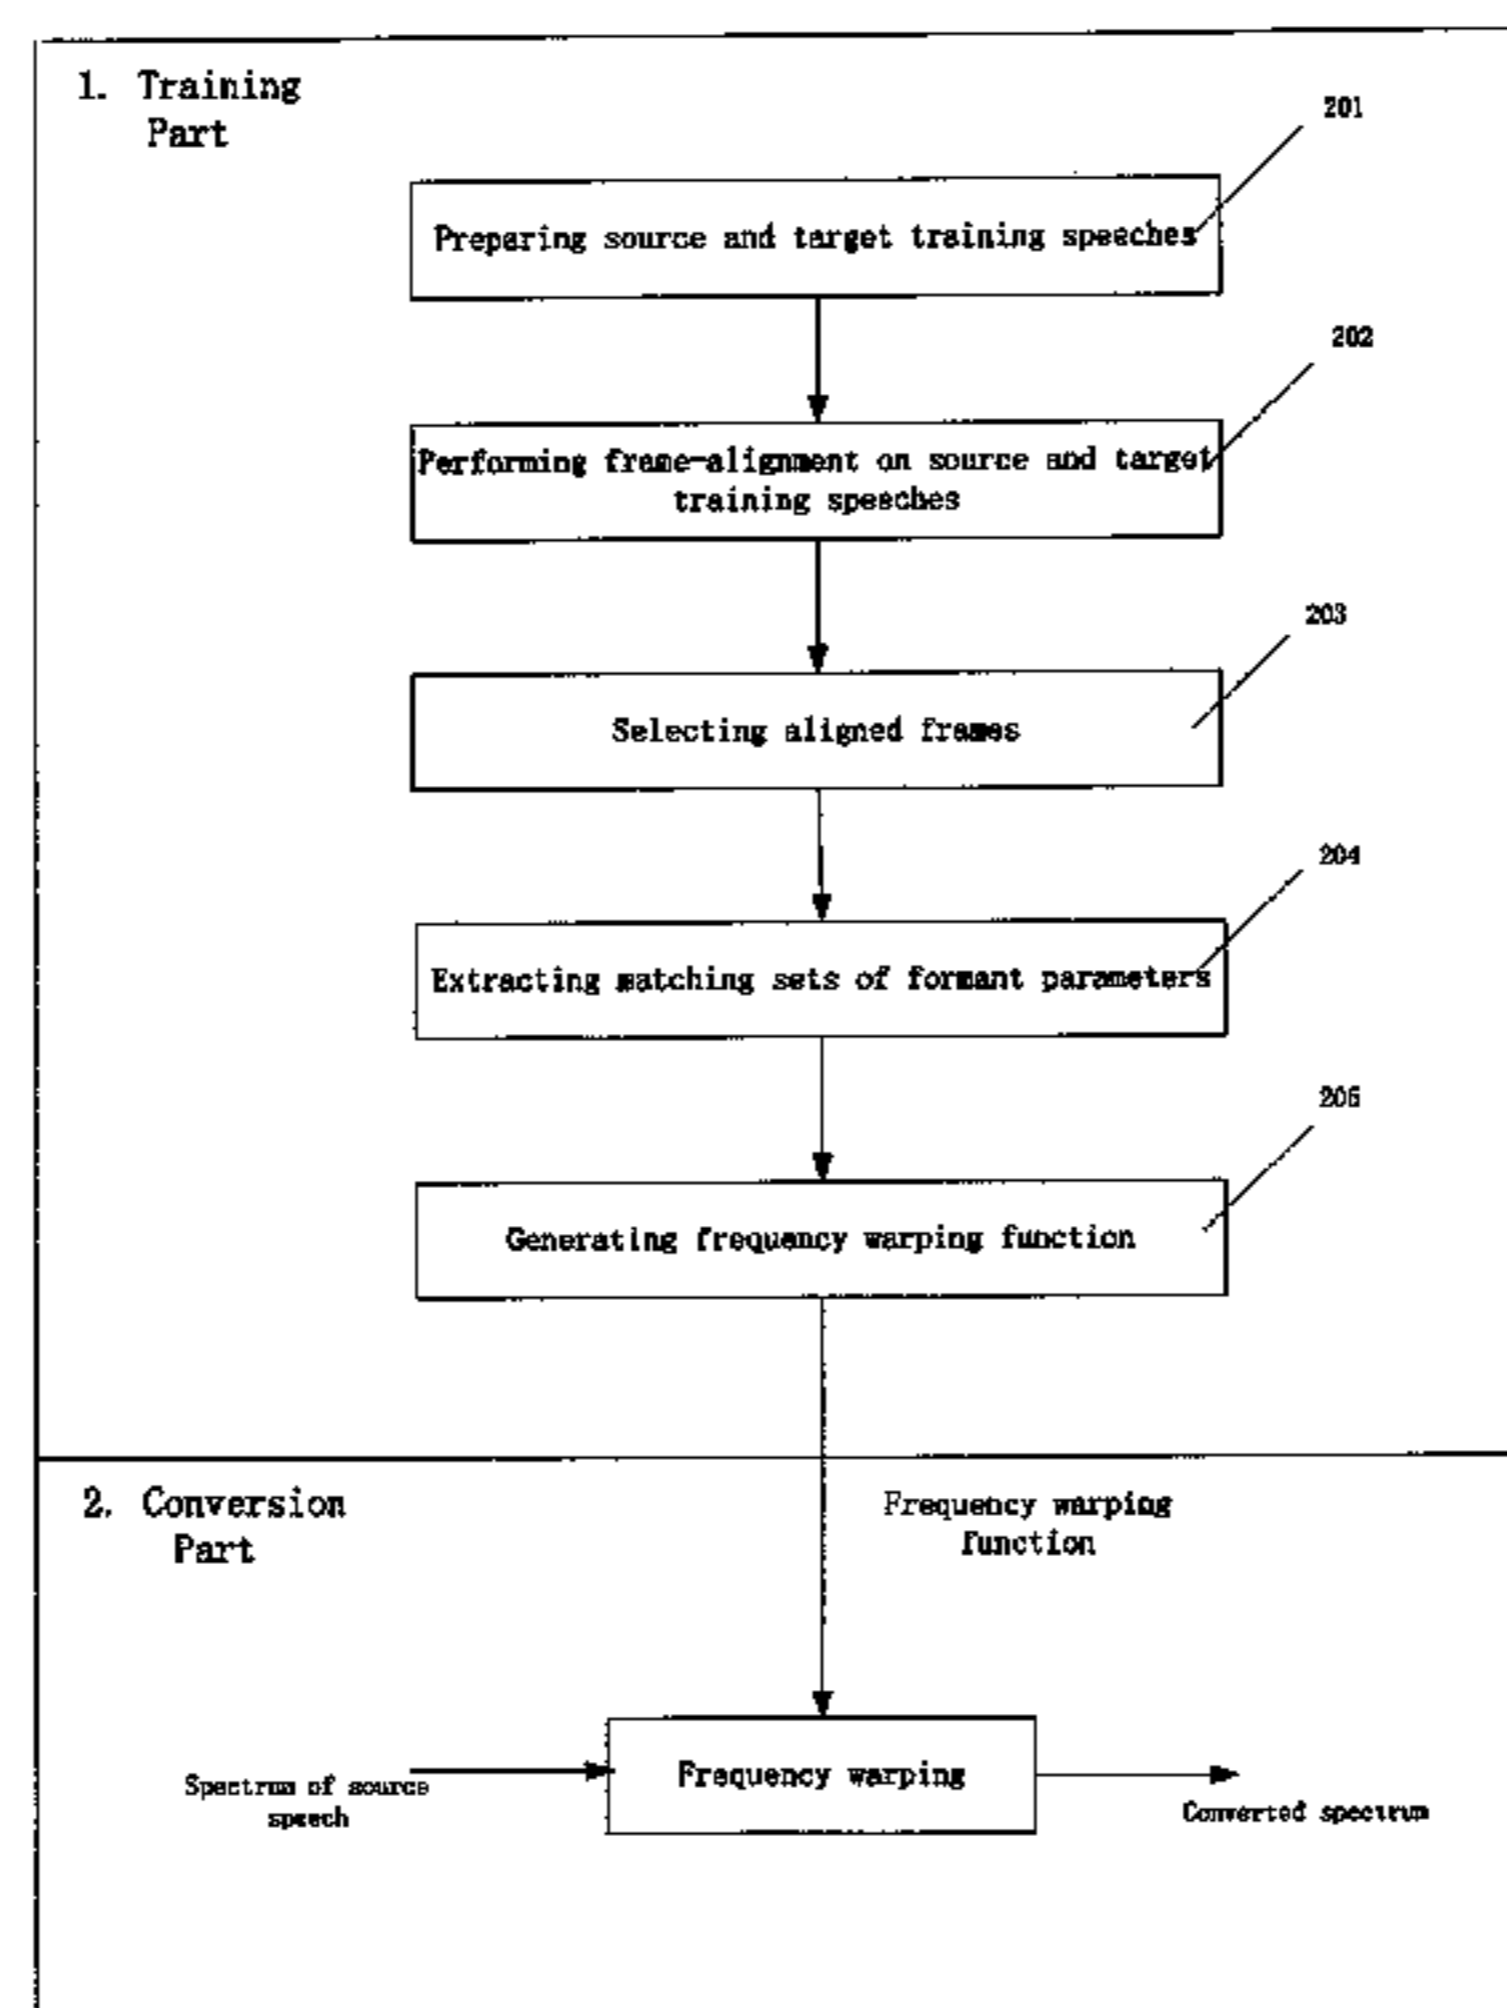 1. Training
Part
201
Preparing source and target training speeches
202
Performing frame-alignment on source and target
training speeches
203
Selecting aligned frames
204
Extracting matching sets of formant parameters
205
Generating frequency warping function
2. Conversion
Part
Frequency warping
function
Spectrum of source
speech
Frequency warping
Converted spectrum